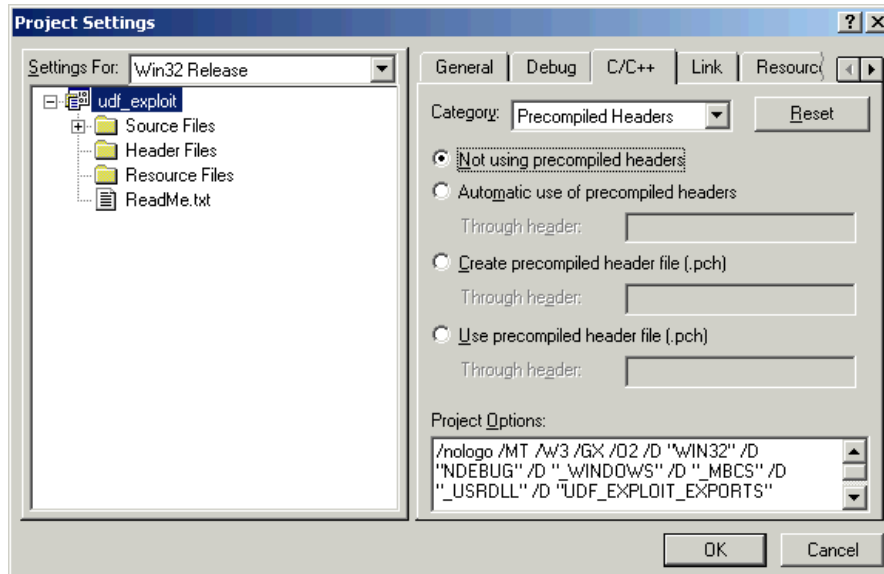 Project Settings
Settings For: Win32 Release
udf_exploit
Source Files
Header Files
Resource Files
ReadMe.txt
General Debug C/C++ Link Resourc
Category: Precompiled Headers Reset
Not using precompiled headers
Automatic use of precompiled headers
Through header:
Create precompiled header file (.pch)
Through header:
Use precompiled header file (.pch)
Through header:
Project Options:
/nologo /MT /W3 /GX /O2 /D "WIN32" /D
"NDEBUG" /D "_WINDOWS" /D "_MBCS" /D
"_USRDLL" /D "UDF_EXPLOIT_EXPORTS"
OK Cancel